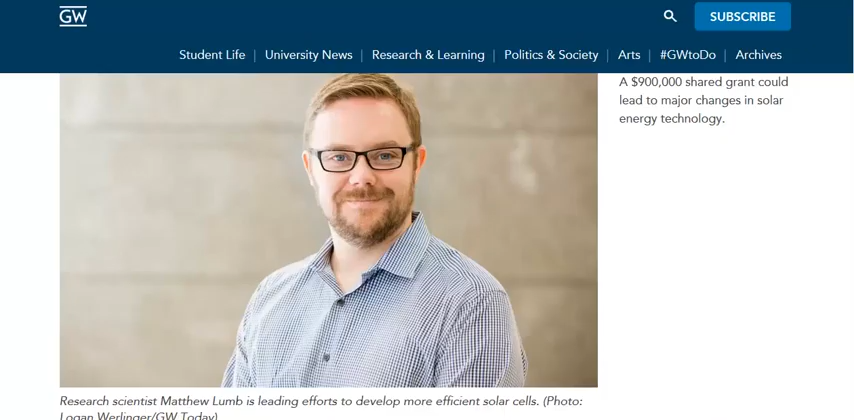 GW
SUBSCRIBE
Student Life | University News | Research & Learning | Politics & Society | Arts | #GWtoDo | Archives
A $900,000 shared grant could
lead to major changes in solar
energy technology.
Research scientist Matthew Lumb is leading efforts to develop more efficient solar cells. (Photo:
Logan Werlinger/GW Today)